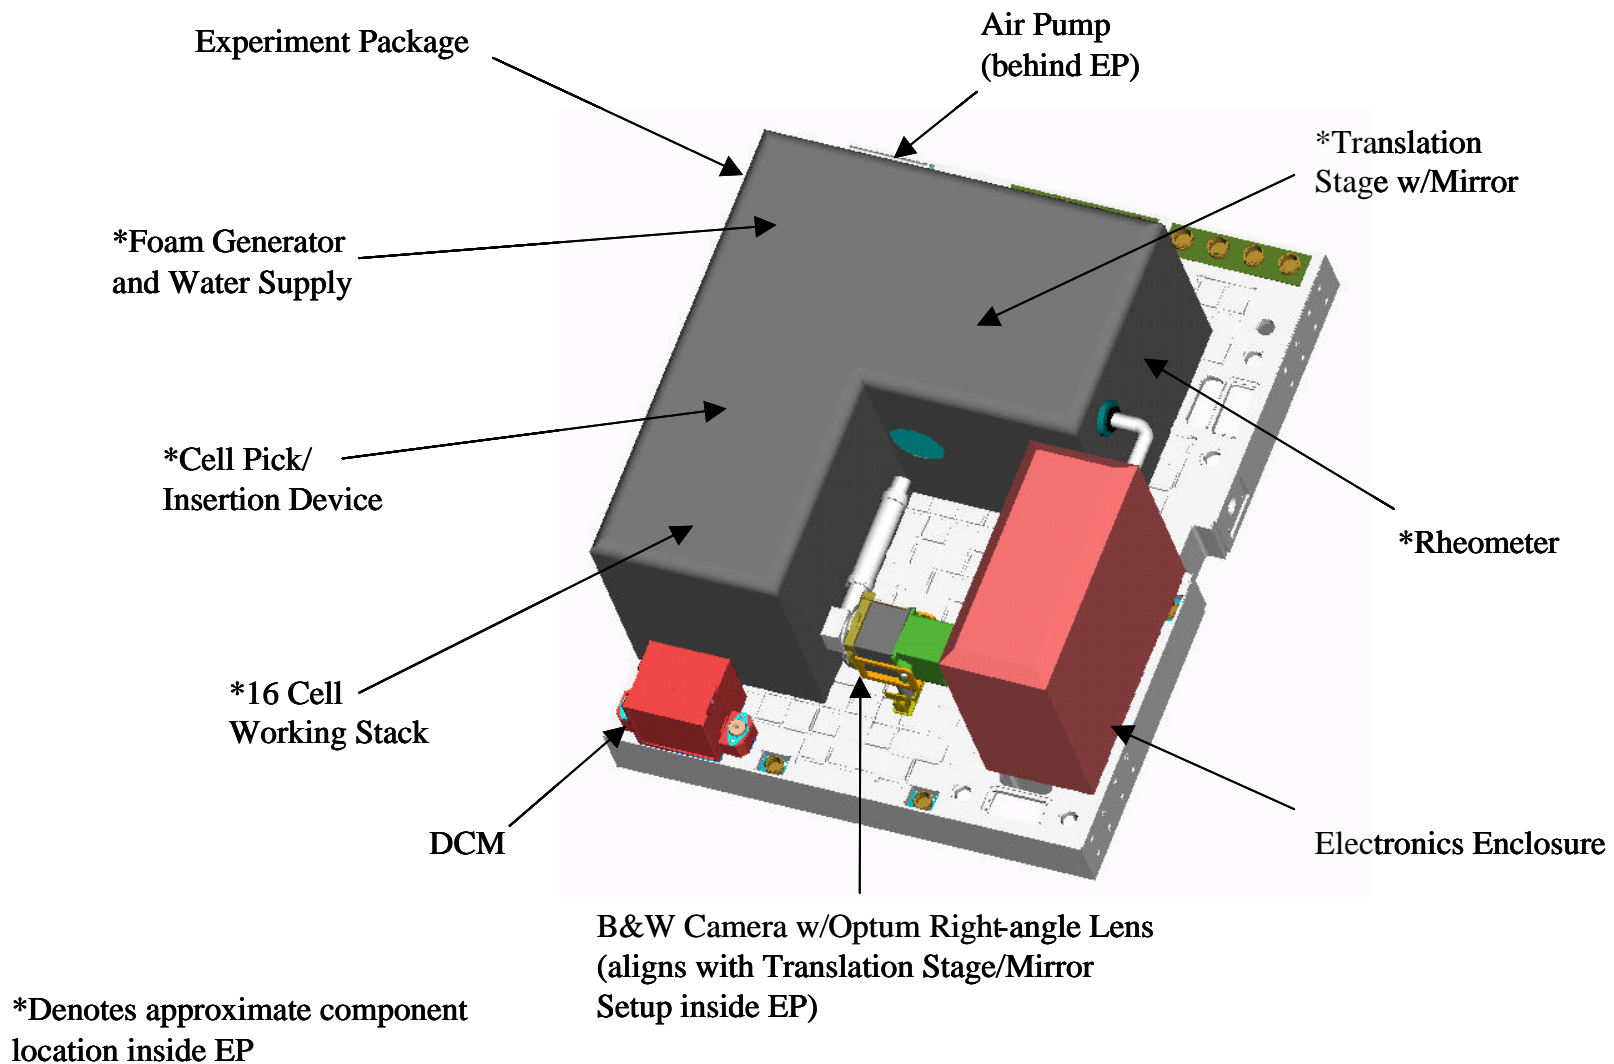 Experiment Package
Air Pump
(behind EP)
*Translation
Stage w/Mirror
*Foam Generator
and Water Supply
*Cell Pick/
Insertion Device
*Rheometer
*16 Cell
Working Stack
DCM
Electronics Enclosure
B&W Camera w/Optum Right-angle Lens
(aligns with Translation Stage/Mirror
Setup inside EP)
*Denotes approximate component
location inside EP